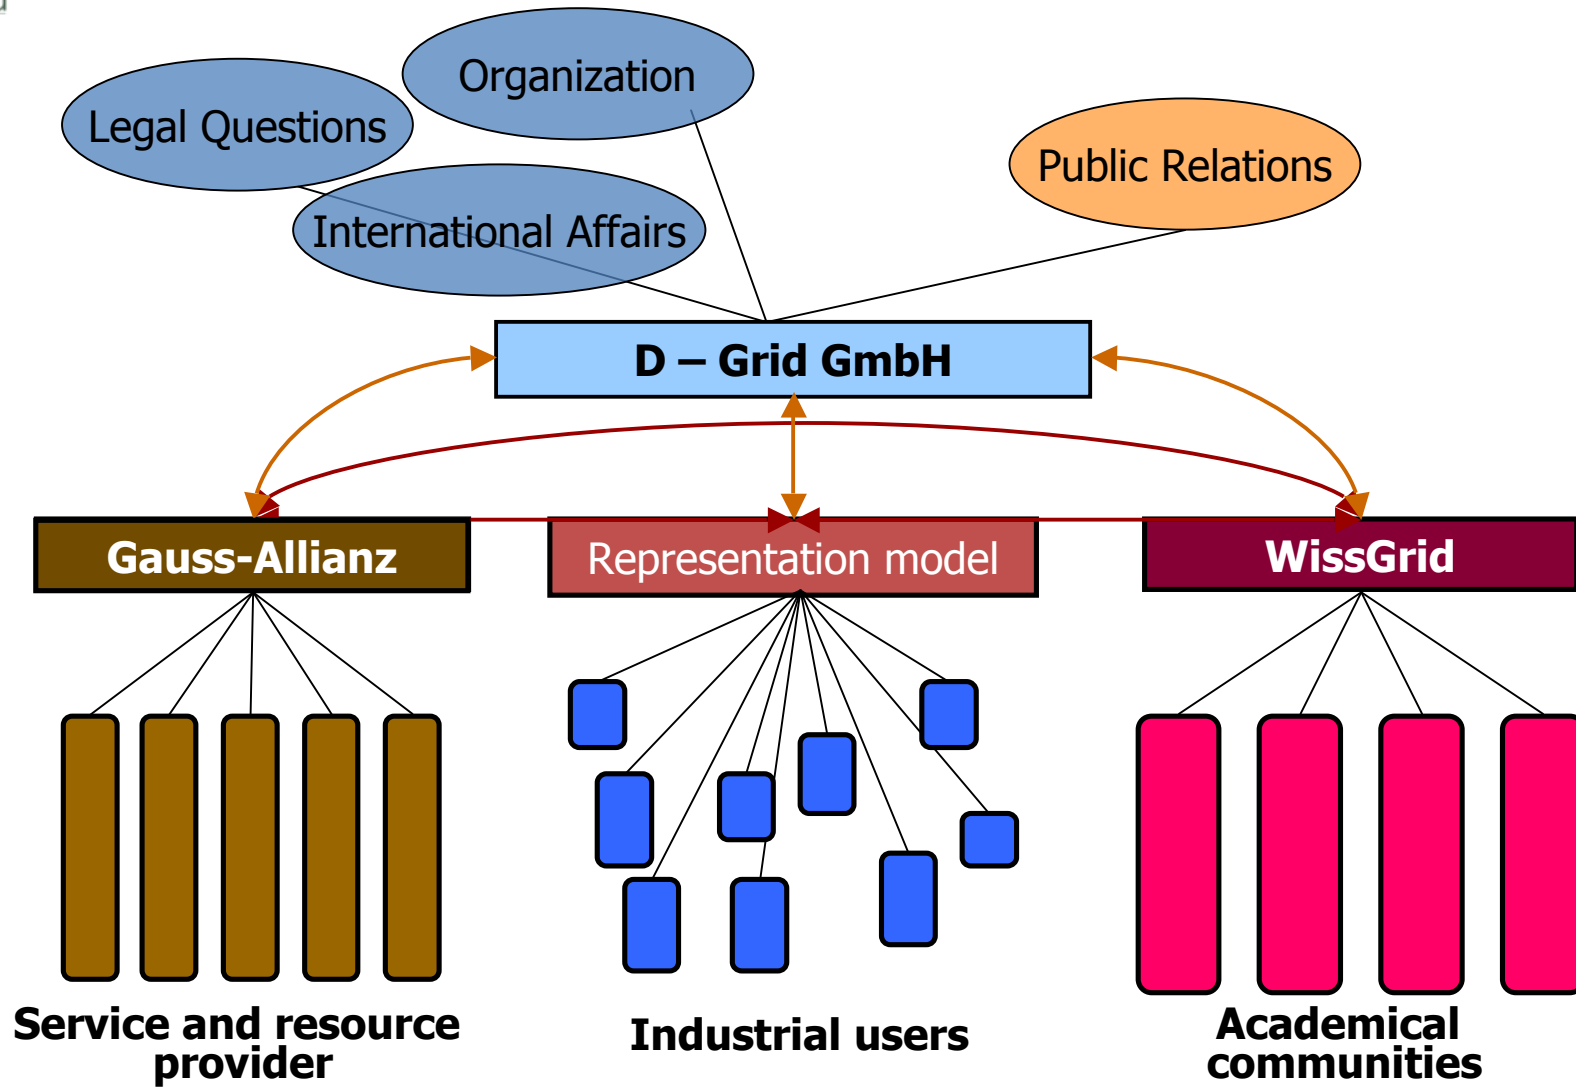 Organization
Legal Questions
Public Relations
International Affairs
D – Grid GmbH
Gauss-Allianz
Representation model
WissGrid
Service and resource
provider
Industrial users
Academical
communities